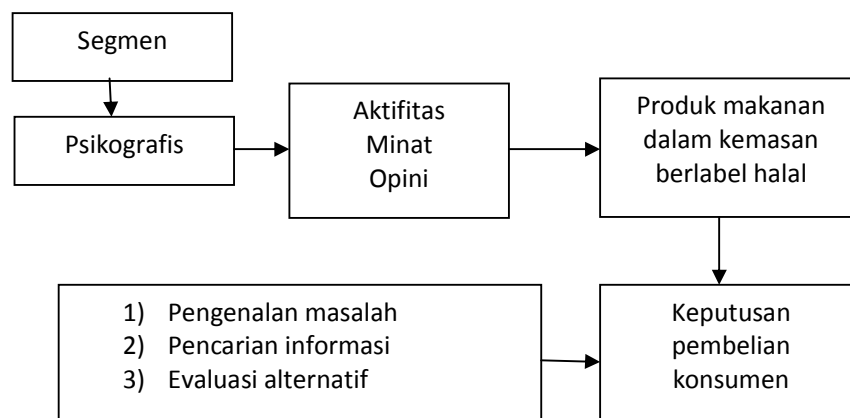 Segmen
Psikografis
Aktifitas
Minat
Opini
Produk makanan
dalam kemasan
berlabel halal
1) Pengenalan masalah
2) Pencarian informasi
3) Evaluasi alternatif
Keputusan
pembelian
konsumen